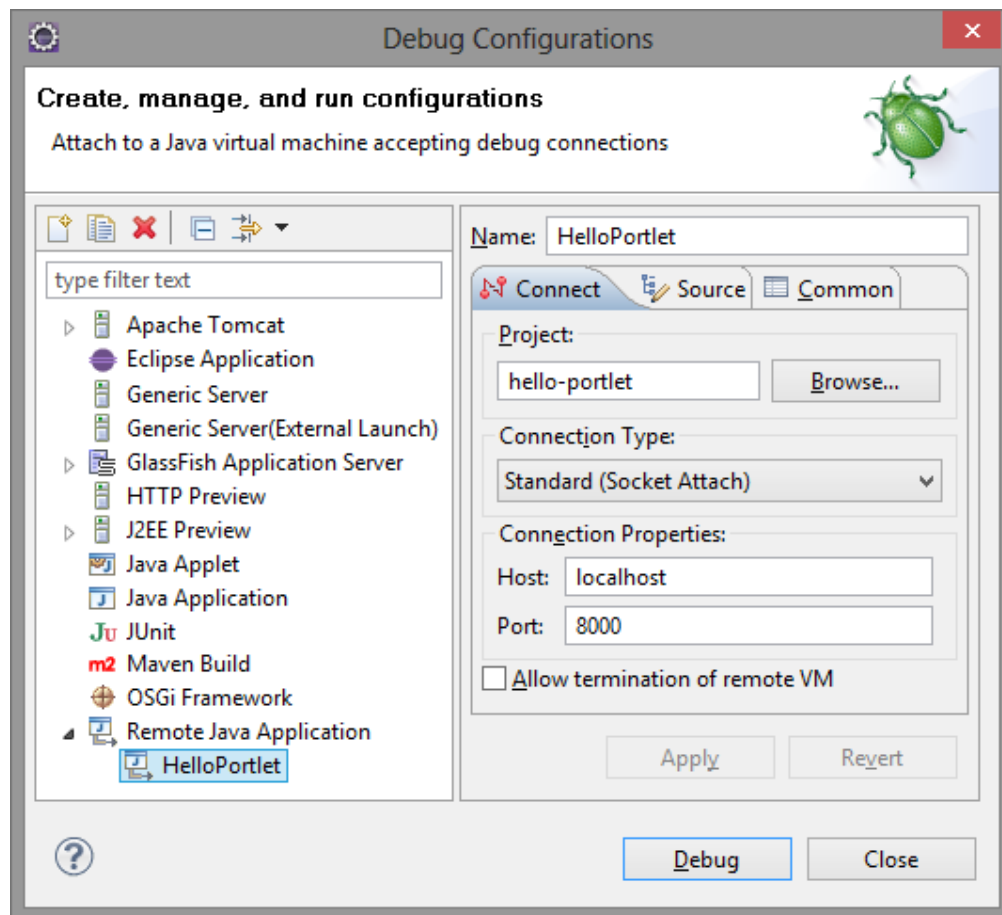 Debug Configurations
Create, manage, and run configurations
Attach to a Java virtual machine accepting debug connections
type filter text
Apache Tomcat
Eclipse Application
Generic Server
Generic Server(External Launch)
GlassFish Application Server
HTTP Preview
J2EE Preview
Java Applet
Java Application
Ju JUnit
m2 Maven Build
OSGi Framework
Remote Java Application
HelloPortlet
Name: HelloPortlet
Connect Source Common
Project:
hello-portlet Browse...
Connection Type:
Standard (Socket Attach)
Connection Properties:
Host: localhost
Port: 8000
Allow termination of remote VM
Apply Revert
? Debug Close